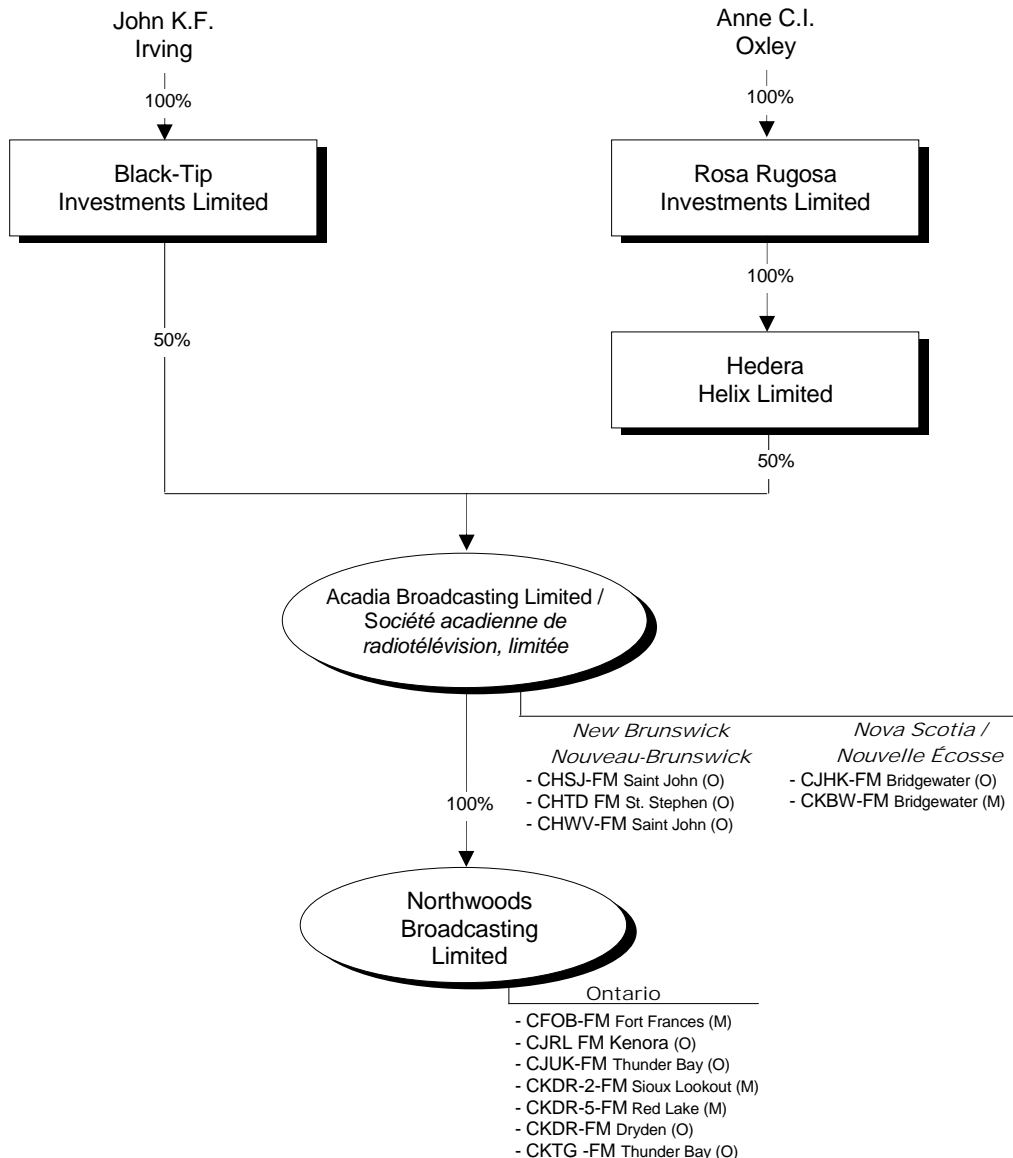 John K.F.
Irving
Anne C.I.
Oxley
100%
100%
Black-Tip
Investments Limited
Rosa Rugosa
Investments Limited
100%
50%
Hedera
Helix Limited
50%
Acadia Broadcasting Limited /
Société acadienne de
radiotélévision, limitée
New Brunswick
Nouveau-Brunswick
- CHSJ-FM Saint John (O)
- CHTD FM St. Stephen (O)
- CHWV-FM Saint John (O)
Nova Scotia /
Nouvelle Écosse
- CJHK-FM Bridgewater (O)
- CKBW-FM Bridgewater (M)
100%
Northwoods
Broadcasting
Limited
Ontario
- CFOB-FM Fort Frances (M)
- CJRL FM Kenora (O)
- CJUK-FM Thunder Bay (O)
- CKDR-2-FM Sioux Lookout (M)
- CKDR-5-FM Red Lake (M)
- CKDR-FM Dryden (O)
- CKTG -FM Thunder Bay (O)